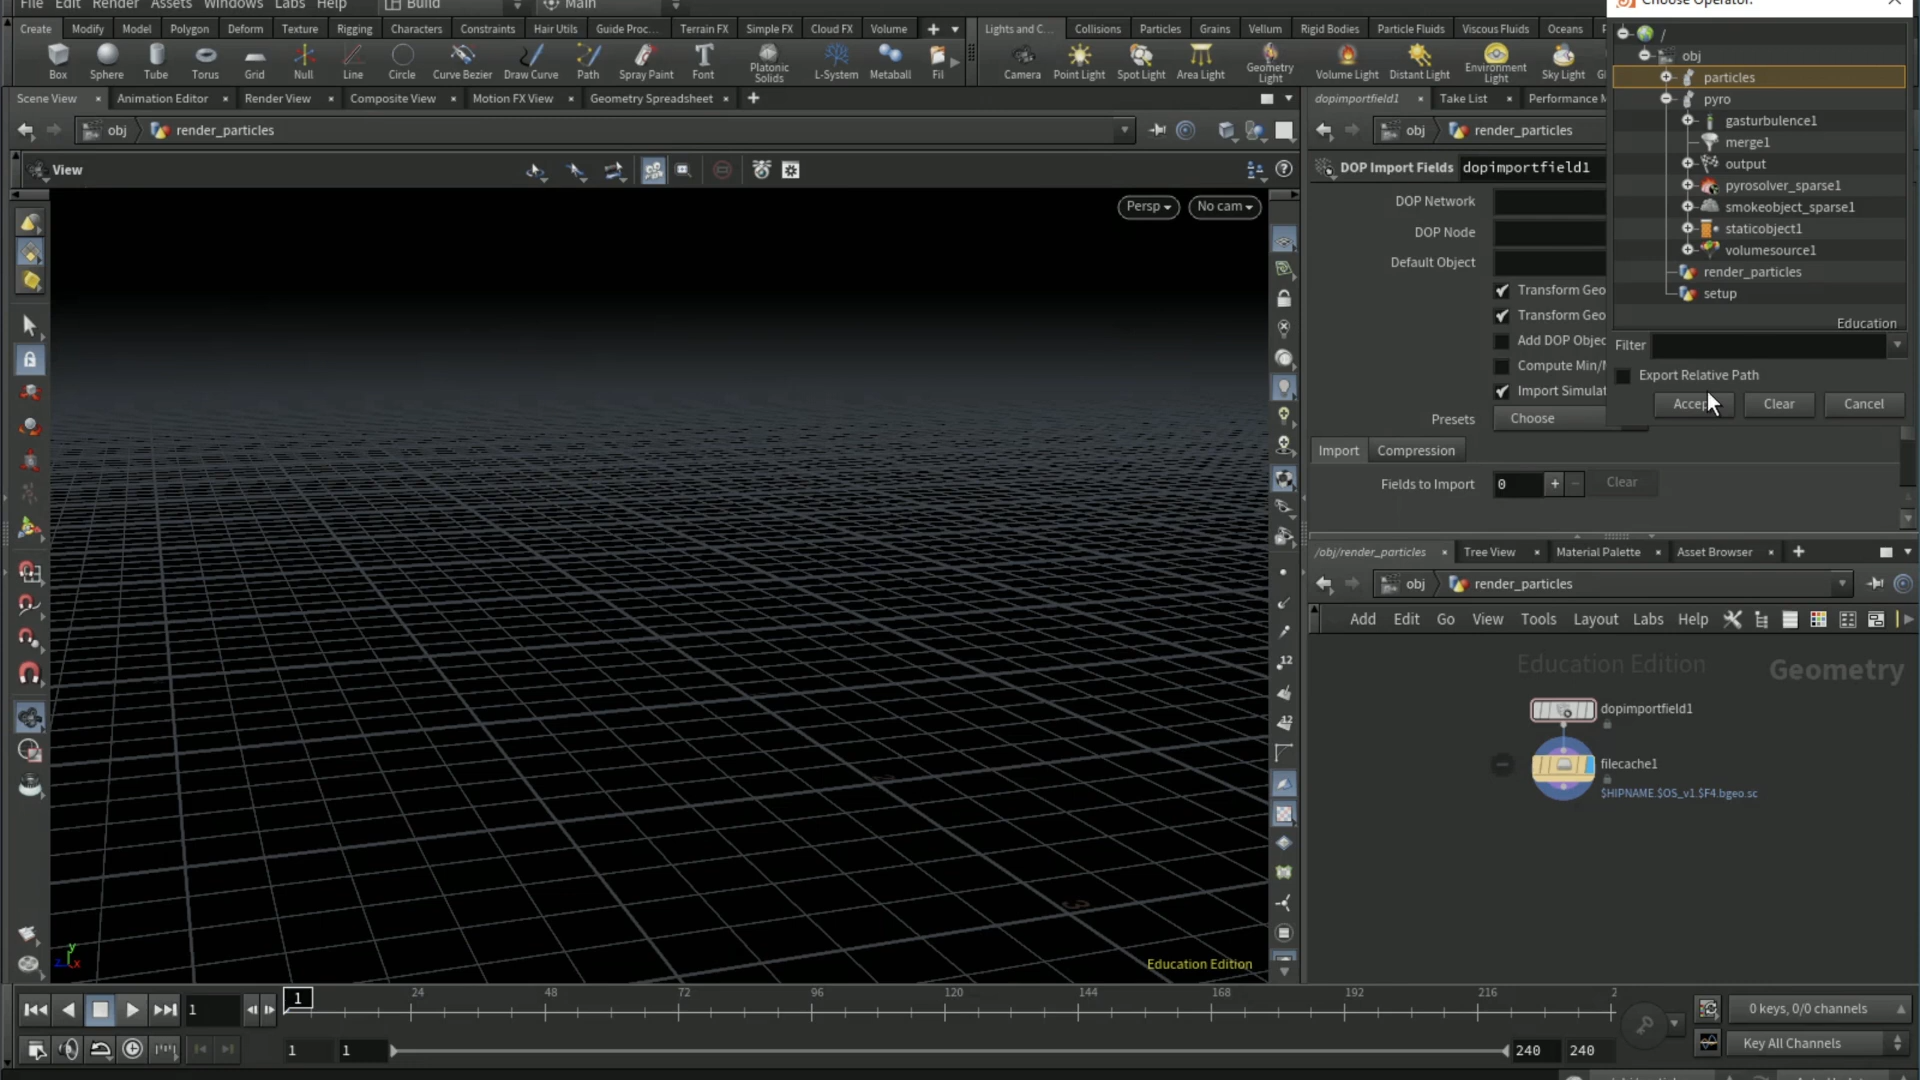 File Edit Render Assets Windows Labs Help Build Main
Choose Operator:
Create Modify Model Polygon Deform Texture Rigging Characters Constraints Hair Utils Guide Proc... Terrain FX Simple FX Cloud FX Volume
Lights and C... Collisions Particles Grains Vellum Rigid Bodies Particle Fluids Viscous Fluids Oceans
Box Sphere Tube Torus Grid Null Line Circle Curve Bezier Draw Curve Path Spray Paint Font Platonic Solids L-System Metaball Fil
Camera Point Light Spot Light Area Light Geometry Light Volume Light Distant Light Environment Light Sky Light
Scene View Animation Editor Render View Composite View Motion FX View Geometry Spreadsheet
dopimportfield1 Take List Performance M
obj render_particles
obj render_particles
View
Persp No cam
DOP Import Fields dopimportfield1
DOP Network
DOP Node
Default Object
Transform Geo
Transform Geo
Add DOP Objec
Compute Min/M
Import Simulat
Presets Choose
Import Compression
Fields to Import 0 Clear
/
obj
particles
pyro
gasturbulence1
merge1
output
pyrosolver_sparse1
smokeobject_sparse1
staticobject1
volumesource1
render_particles
setup
Education
Filter
Export Relative Path
Accep Clear Cancel
/obj/render_particles Tree View Material Palette Asset Browser
obj render_particles
Add Edit Go View Tools Layout Labs Help
Education Edition
Geometry
dopimportfield1
filecache1
$HIPNAME.$OS_v1.$F4.bgeo.sc
12
12
3
Education Edition
y
z x
1
1 24 48 72 96 120 144 168 192 216 2
0 keys, 0/0 channels
1 1 240 240
Key All Channels